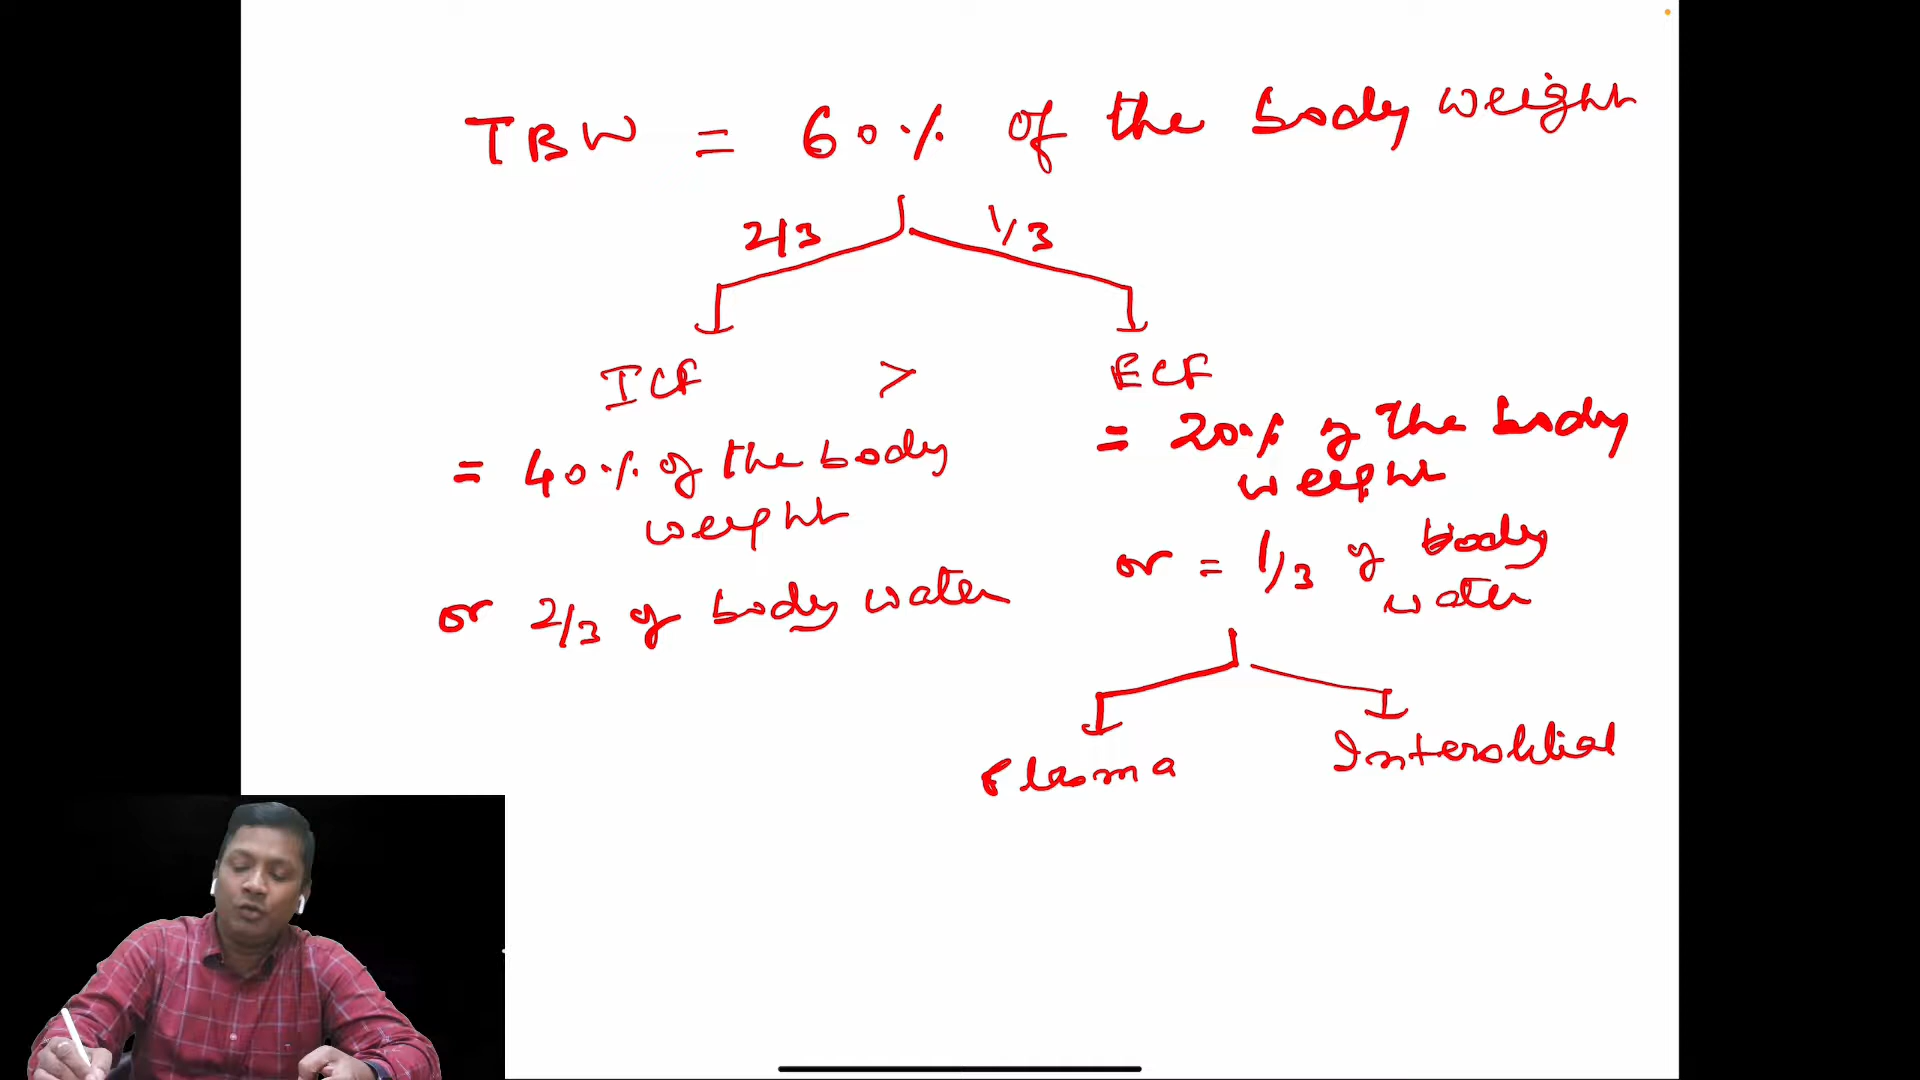 TBW = 60% of the body weight
2/3 1/3
ICF > ECF
= 40% of the body
weight
or 2/3 of body water
= 20% of the body
weight
or = 1/3 of body
water
Plasma
Interstitial